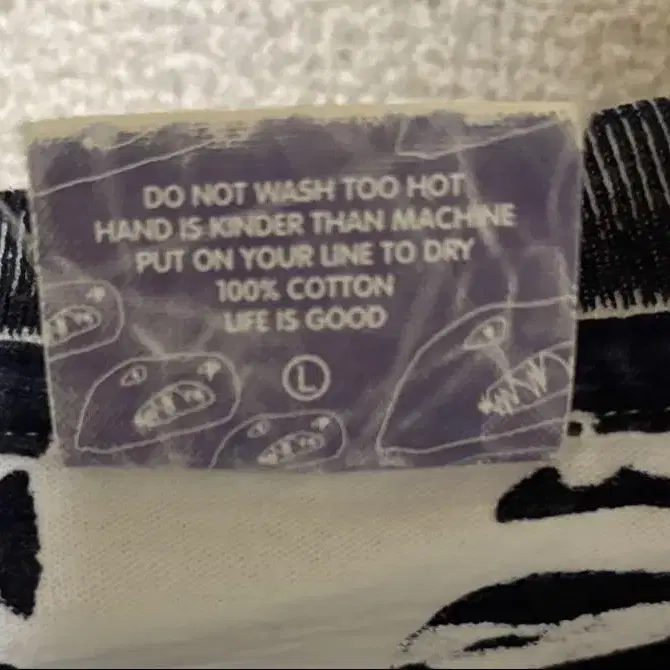 DO NOT WASH TOO HOT
HAND IS KINDER THAN MACHINE
PUT ON YOUR LINE TO DRY
100% COTTON
LIFE IS GOOD
L